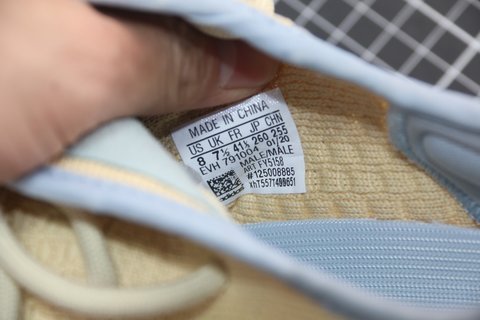 MADE IN CHINA
US UK FR JP CHN
8 7½ 41⅓ 260 255
EVH 791004 01/20
MALE/MALE
ART FY5158
#125008885